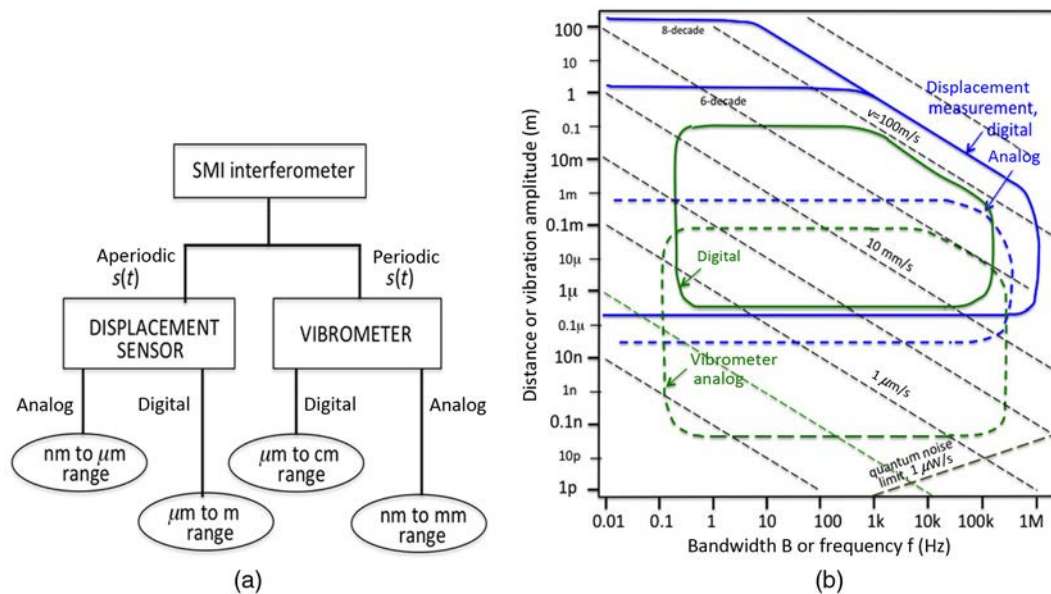 SMI interferometer
Aperiodic
s(t)
Periodic
s(t)
DISPLACEMENT
SENSOR
VIBROMETER
Analog
Digital
Digital
Analog
nm to μm
range
μm to cm
range
μm to m
range
nm to mm
range
(a)
Distance or vibration amplitude (m)
100
10
1
0.1
10m
1m
0.1m
10μ
1μ
0.1μ
10n
1n
0.1n
10p
1p
8-decade
6-decade
v=100m/s
Displacement
measurement,
digital
Analog
10 mm/s
Digital
Vibrometer
analog
1 μm/s
quantum noise
limit, 1 μW/s
0.01
0.1
1
10
100
1k
10k
100k
1M
Bandwidth B or frequency f (Hz)
(b)